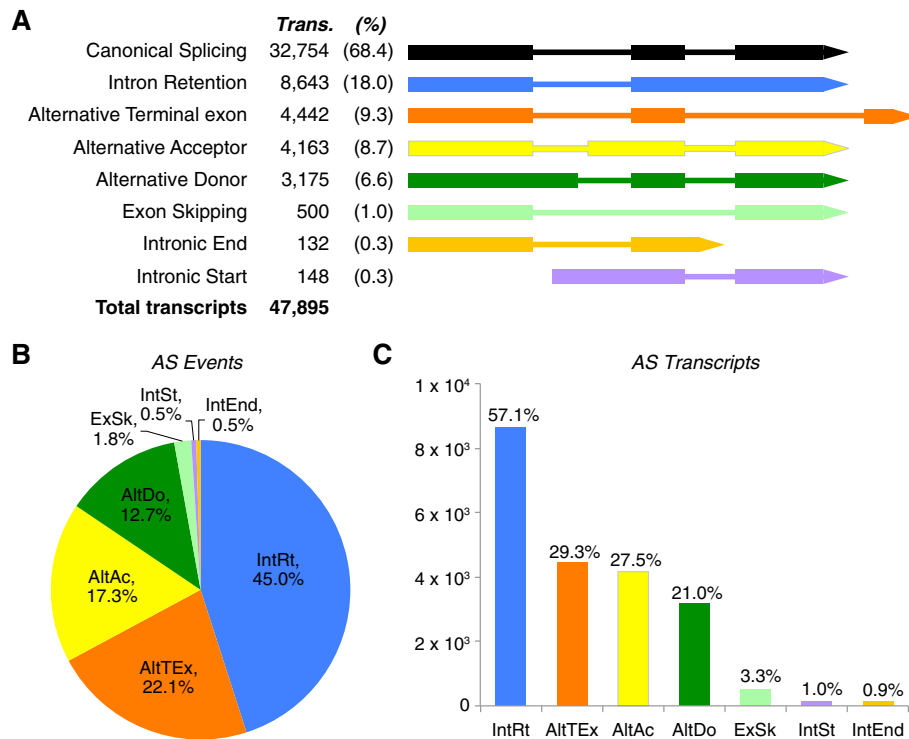 A
Trans. (%)
Canonical Splicing 32,754 (68.4)
Intron Retention 8,643 (18.0)
Alternative Terminal exon 4,442 (9.3)
Alternative Acceptor 4,163 (8.7)
Alternative Donor 3,175 (6.6)
Exon Skipping 500 (1.0)
Intronic End 132 (0.3)
Intronic Start 148 (0.3)
Total transcripts 47,895
B
AS Events
IntSt,
0.5%
IntEnd,
0.5%
ExSk,
1.8%
AltDo,
12.7%
IntRt,
45.0%
AltAc,
17.3%
AltTEx,
22.1%
C
AS Transcripts
1 x 10⁴
8 x 10³
6 x 10³
4 x 10³
2 x 10³
0
57.1%
29.3%
27.5%
21.0%
3.3%
1.0%
0.9%
IntRt AltTEx AltAc AltDo ExSk IntSt IntEnd